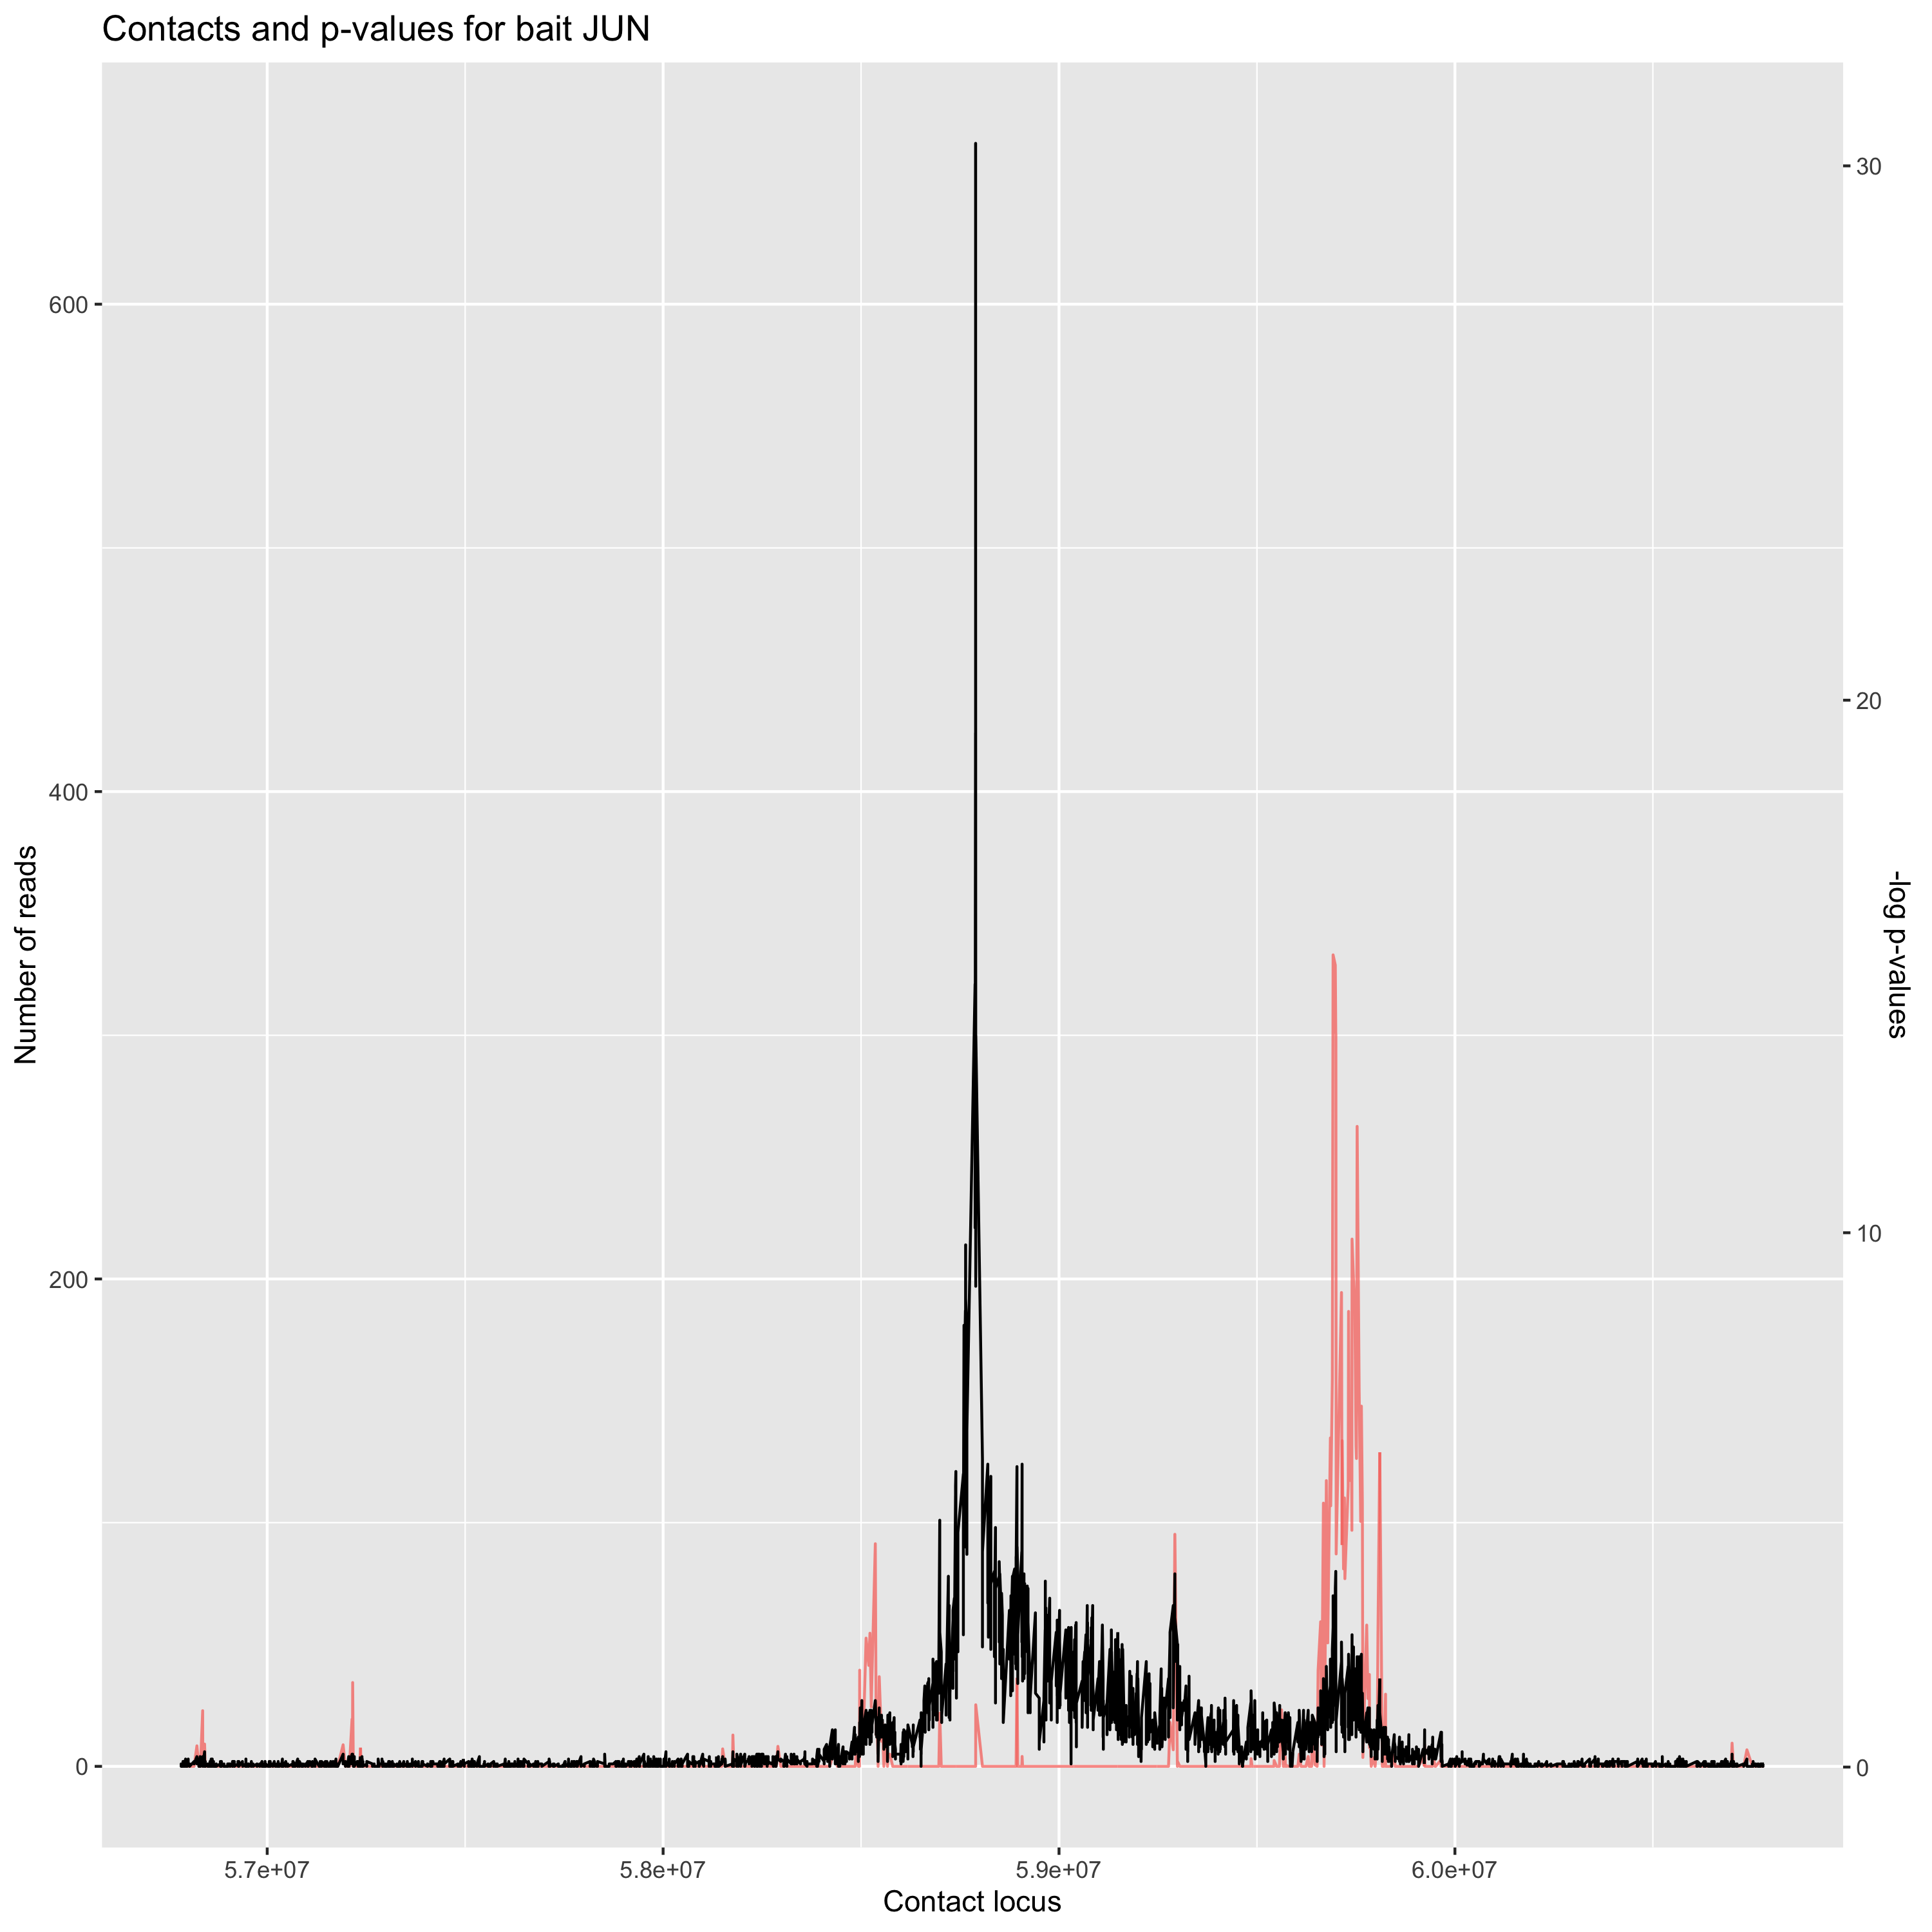 Contacts and p-values for bait JUN
600
400
200
0
Number of reads
30
20
10
0
-log p-values
5.7e+07
5.8e+07
5.9e+07
6.0e+07
Contact locus